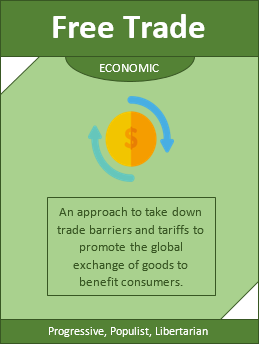 Free Trade
ECONOMIC
$
An approach to take down
trade barriers and tariffs to
promote the global
exchange of goods to
benefit consumers.
Progressive, Populist, Libertarian